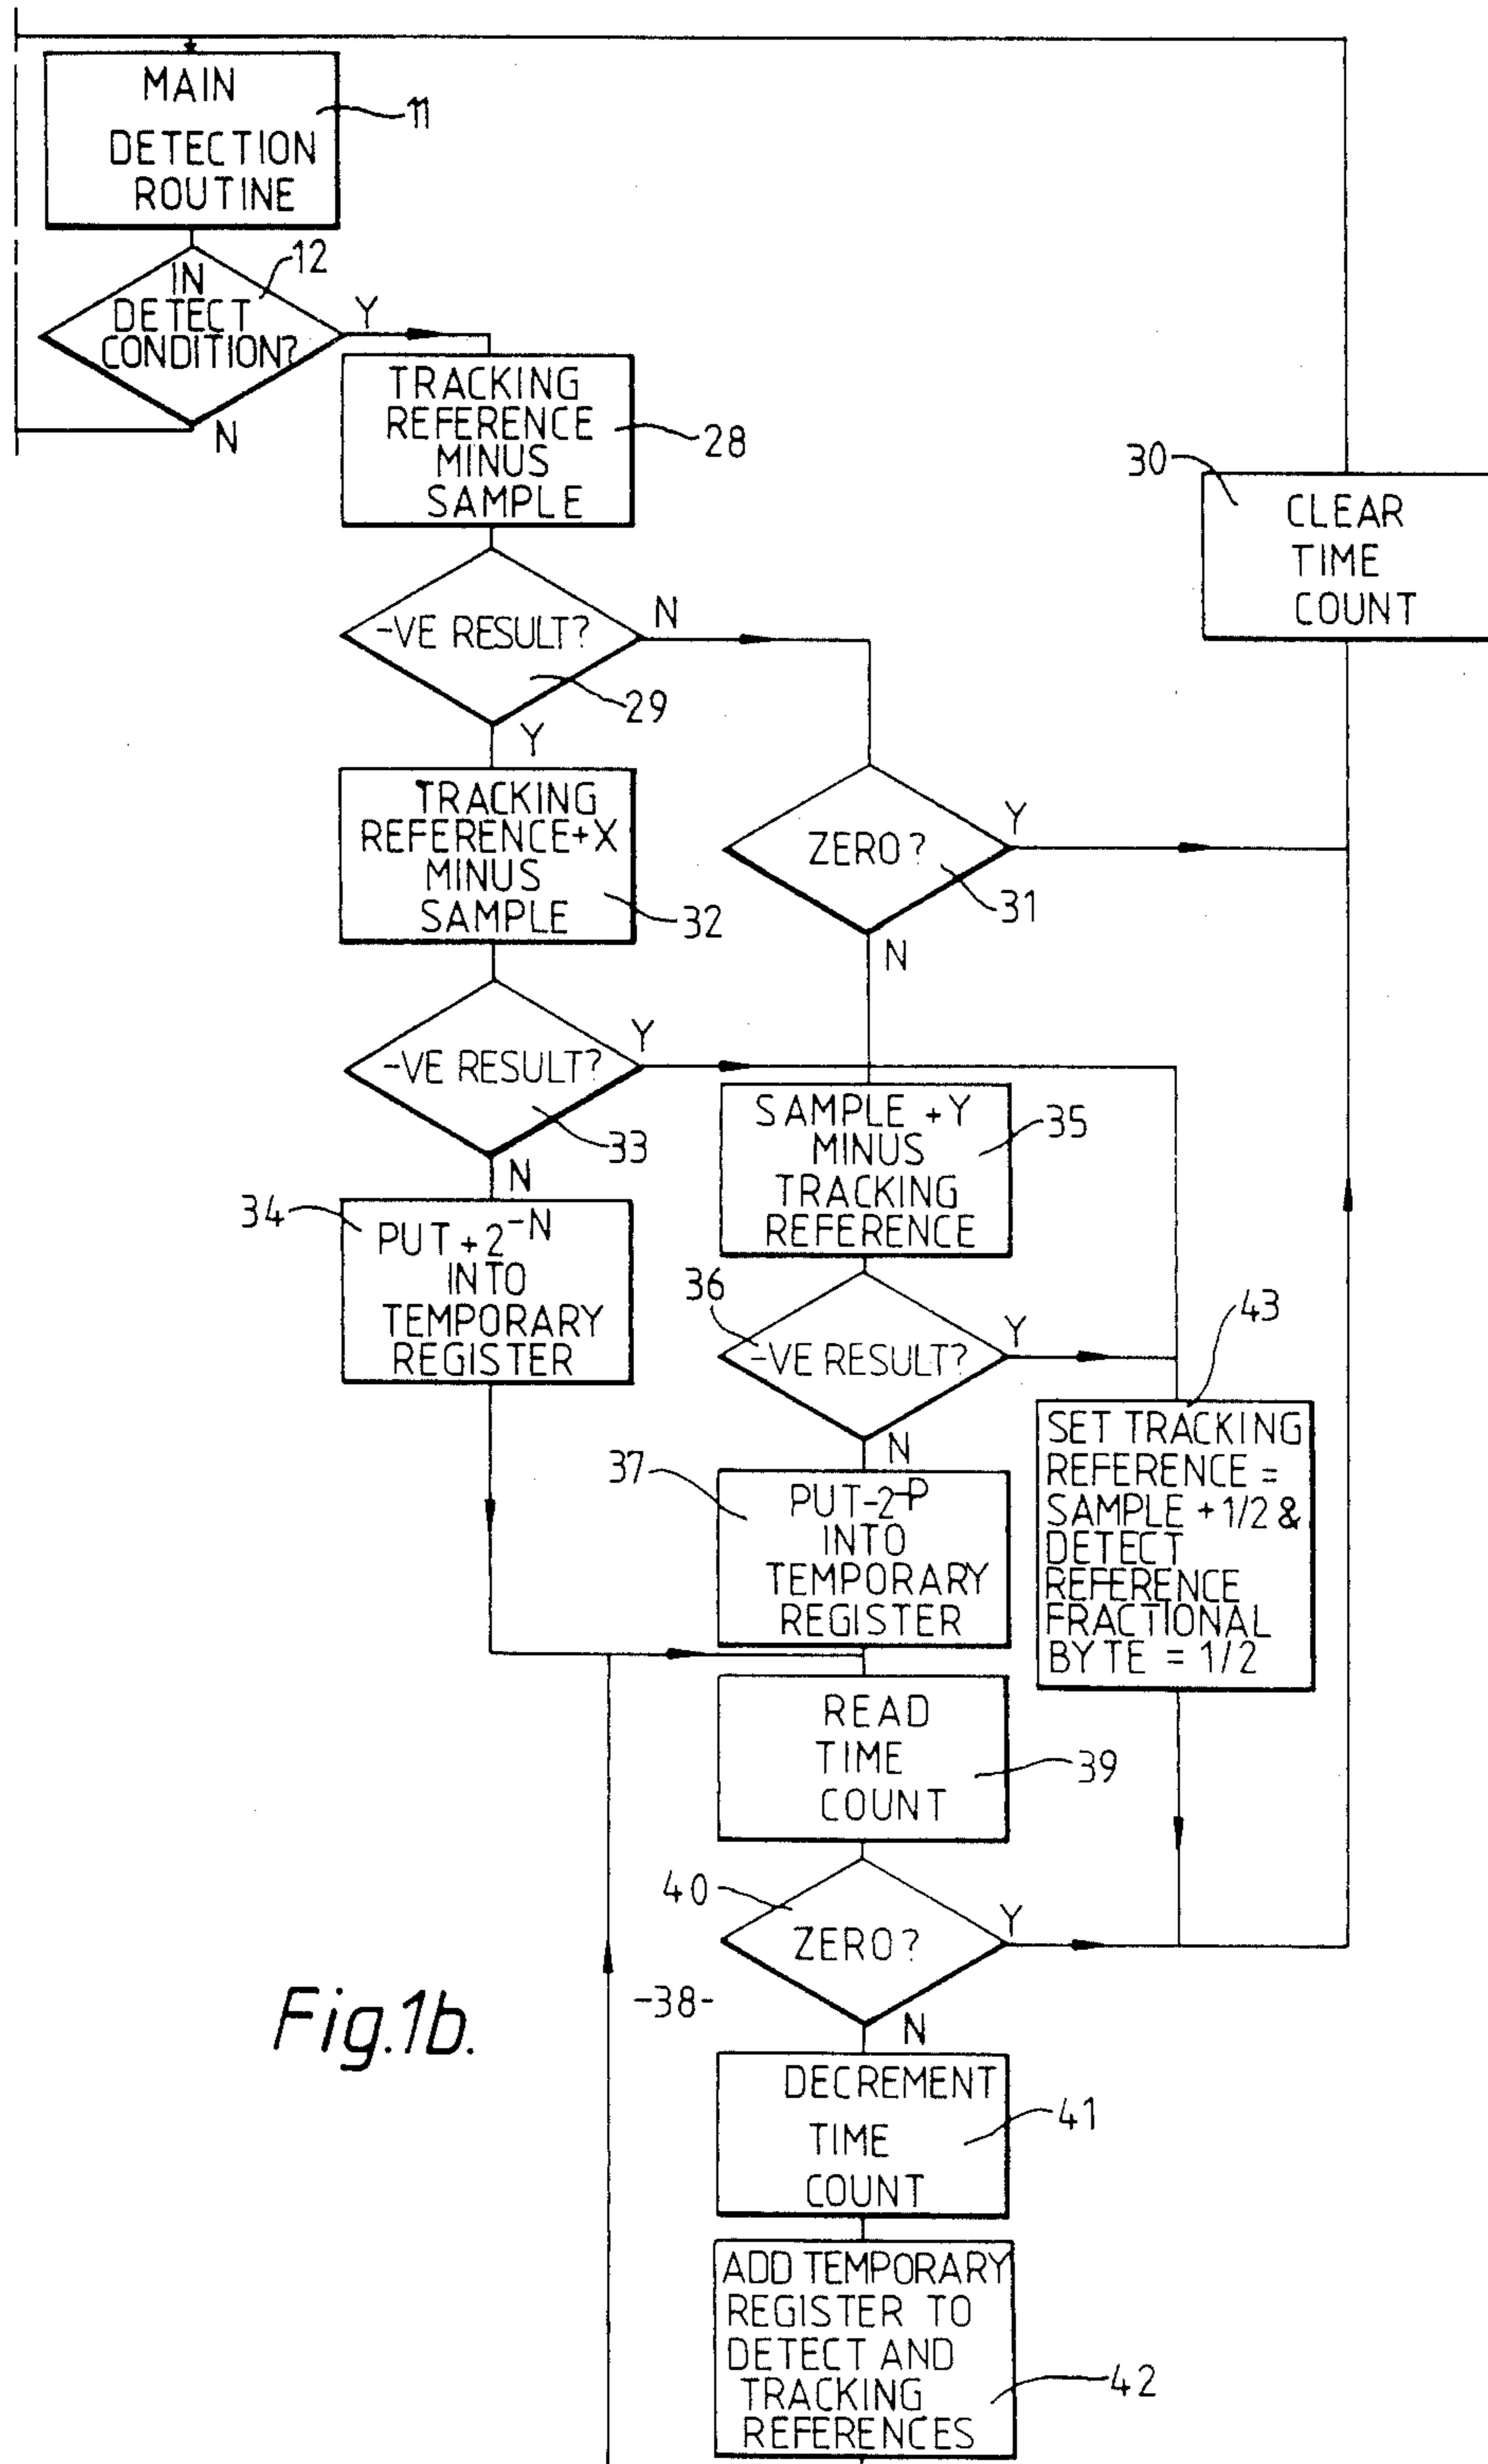 MAIN
DETECTION
ROUTINE
11
IN
DETECT
CONDITION?
12
Y
N
TRACKING
REFERENCE
MINUS
SAMPLE
28
30
CLEAR
TIME
COUNT
-VE RESULT?
N
29
Y
TRACKING
REFERENCE+X
MINUS
SAMPLE
32
ZERO?
Y
31
N
-VE RESULT?
Y
33
N
SAMPLE +Y
MINUS
TRACKING
REFERENCE
35
34
PUT +2^-N
INTO
TEMPORARY
REGISTER
36
-VE RESULT?
Y
N
43
SET TRACKING
REFERENCE =
SAMPLE +1/2 &
DETECT
REFERENCE
FRACTIONAL
BYTE = 1/2
37
PUT-2^-P
INTO
TEMPORARY
REGISTER
READ
TIME
COUNT
39
40
ZERO?
Y
N
-38-
Fig.1b.
DECREMENT
TIME
COUNT
41
ADD TEMPORARY
REGISTER TO
DETECT AND
TRACKING
REFERENCES
42